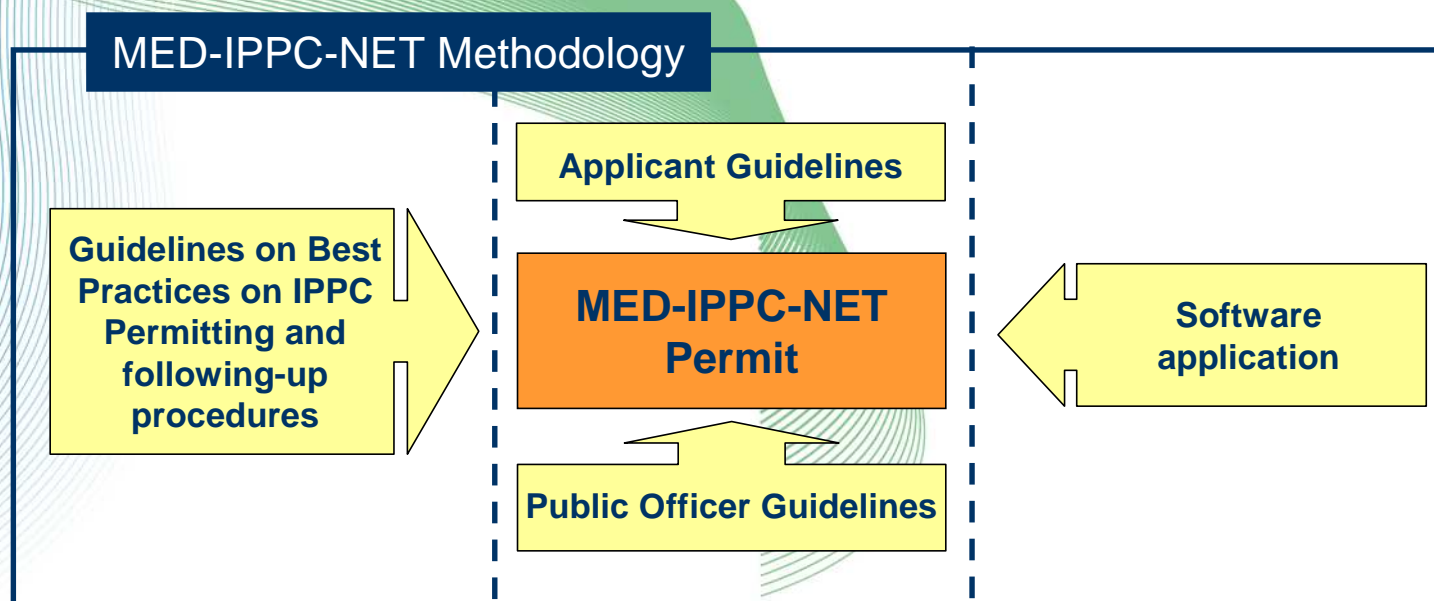 MED-IPPC-NET Methodology
Applicant Guidelines
Guidelines on Best
Practices on IPPC
Permitting and
following-up
procedures
MED-IPPC-NET
Permit
Software
application
Public Officer Guidelines